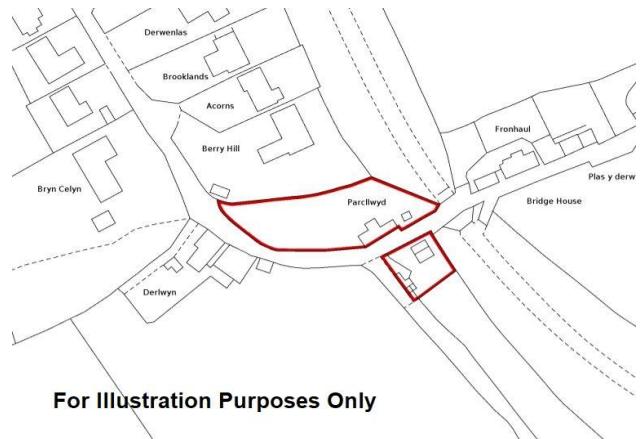 Derwenlas
Brooklands
Acorns
Berry Hill
Fronhaul
Bryn Celyn
Plas y derw
Parcllwyd
Bridge House
Derlwyn
For Illustration Purposes Only